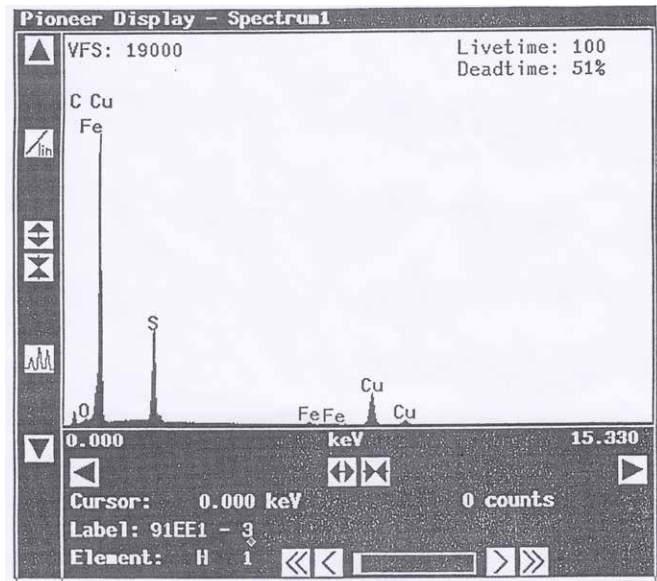 Pioneer Display - Spectrum1
VFS: 19000 Livetime: 100
Deadtime: 51%
C Cu
Fe
lin
S
O Fe Fe Cu Cu
0.000 keV 15.330
Cursor: 0.000 keV 0 counts
Label: 91EE1 - 3
Element: H 1